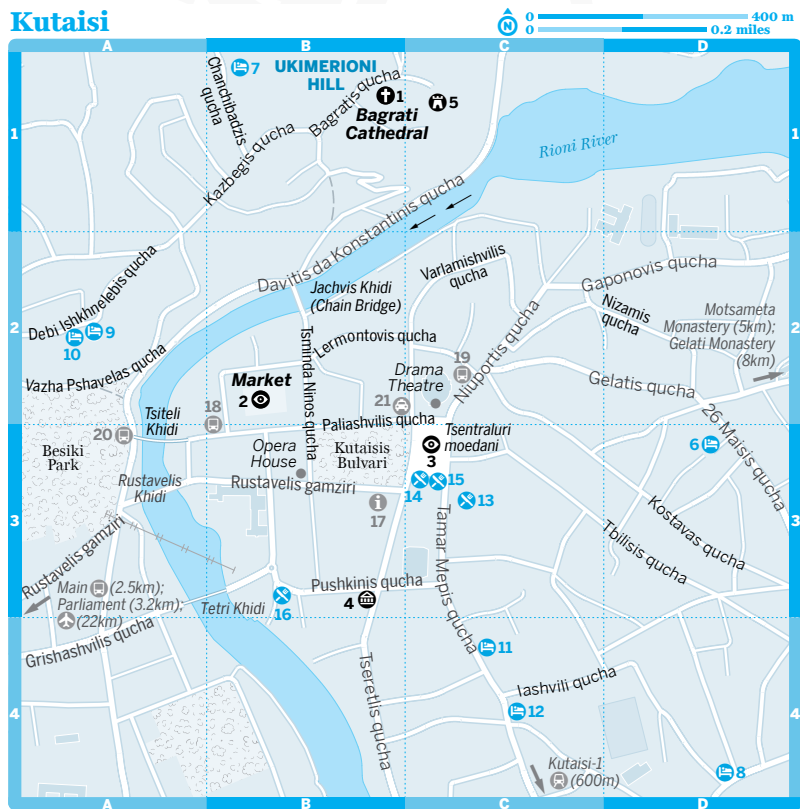 Kutaisi
N
0 400 m
0 0.2 miles
A B C D
1 1
2 2
3 3
4 4
A B C D
Chanchibadzis
qucha
7
UKIMERIONI
HILL
Bagratis qucha
1
Bagrati
Cathedral
5
Kazbegis qucha
Rioni River
Davitis da Konstantinis qucha
Varlamishvilis
qucha
Gaponovis qucha
Debi Ishkhnelebis qucha
9
10
Jachvis Khidi
(Chain Bridge)
Nizamis
qucha
Motsameta
Monastery (5km);
Gelati Monastery
(8km)
Tsminda Ninos qucha
Lermontovis qucha
Niuportis qucha
Vazha Pshavelas qucha
Market
2
Drama
Theatre
19
Gelatis qucha
18
21
Paliashvilis qucha
26 Maisis qucha
Tsiteli
Khidi
20
Besiki
Park
Opera
House
Kutaisis
Bulvari
Tsentraluri
moedani
3
6
Rustavelis
Khidi
Rustavelis gamziri
14
15
13
17
Kostavas qucha
Tbilisis qucha
Tamar Mepis qucha
Rustavelis gamziri
Main (2.5km);
Parliament (3.2km);
(22km)
Tetri Khidi
16
Pushkinis qucha
4
Grishashvilis qucha
Tseretlis qucha
11
Iashvili qucha
12
Kutaisi-1
(600m)
8